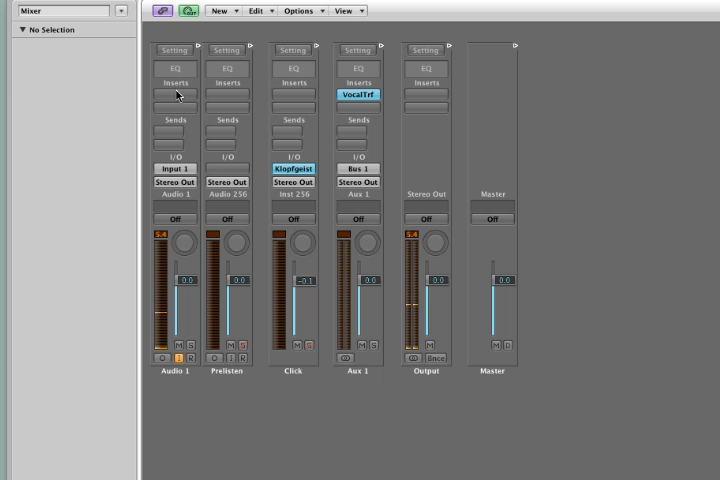 Mixer
No Selection
New Edit Options View
Setting Setting Setting Setting Setting
EQ EQ EQ EQ EQ
Inserts Inserts Inserts Inserts Inserts
VocalTrf
Sends Sends Sends Sends
I/O I/O I/O I/O
Input 1 Klopfgeist Bus 1
Stereo Out Stereo Out Stereo Out Stereo Out
Audio 1 Audio 256 Inst 256 Aux 1 Stereo Out Master
Off Off Off Off Off Off
5.4 5.4
0.0 0.0 -0.1 0.0 0.0 0.0
M S M S M S M S M M D
I R I R Bnce
Audio 1 Prelisten Click Aux 1 Output Master